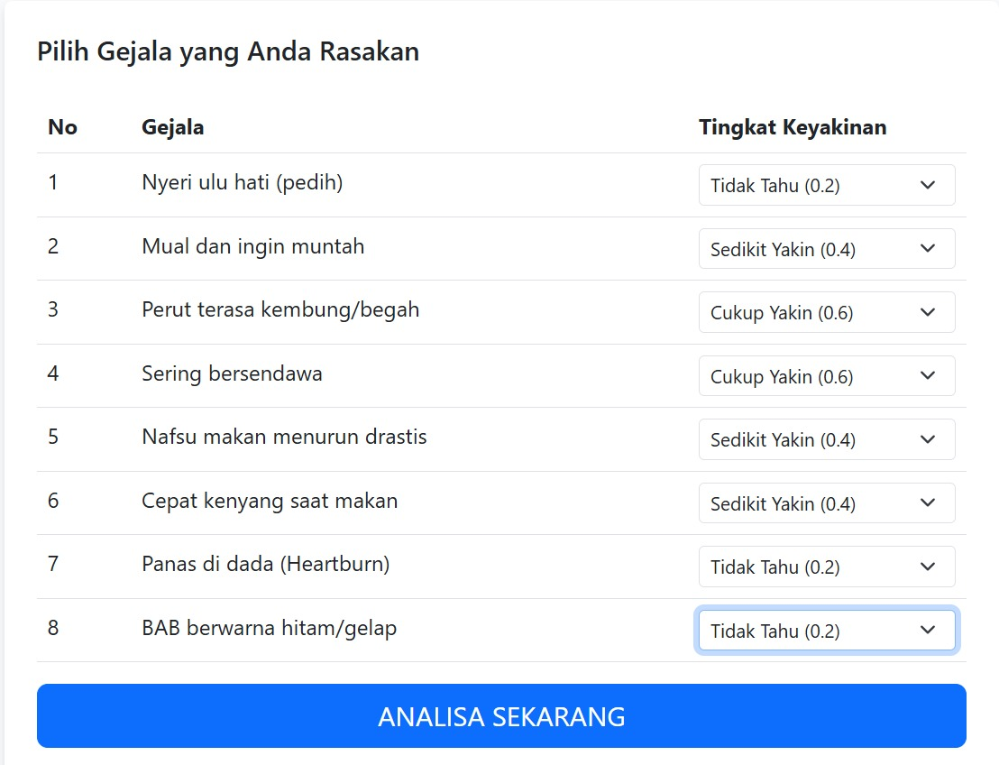 Pilih Gejala yang Anda Rasakan
No Gejala Tingkat Keyakinan
1 Nyeri ulu hati (pedih) Tidak Tahu (0.2)
2 Mual dan ingin muntah Sedikit Yakin (0.4)
3 Perut terasa kembung/begah Cukup Yakin (0.6)
4 Sering bersendawa Cukup Yakin (0.6)
5 Nafsu makan menurun drastis Sedikit Yakin (0.4)
6 Cepat kenyang saat makan Sedikit Yakin (0.4)
7 Panas di dada (Heartburn) Tidak Tahu (0.2)
8 BAB berwarna hitam/gelap Tidak Tahu (0.2)
ANALISA SEKARANG